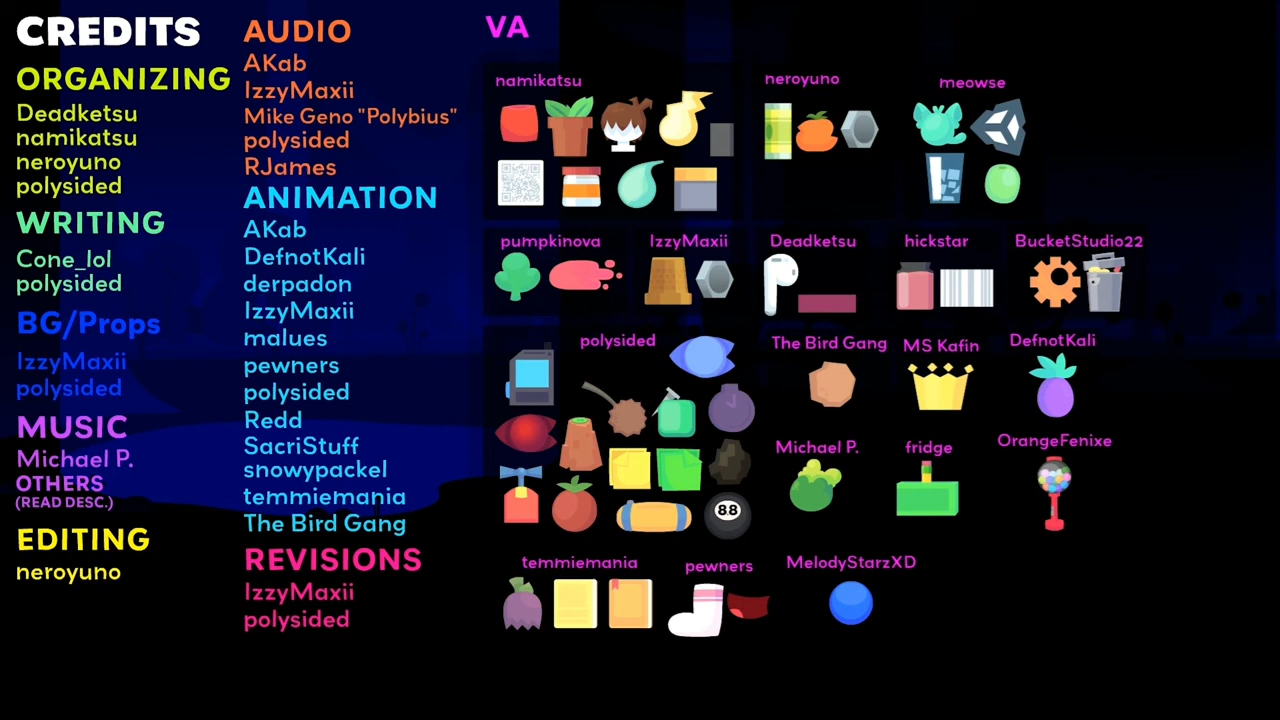 CREDITS
ORGANIZING
Deadketsu
namikatsu
neroyuno
polysided
WRITING
Cone_lol
polysided
BG/Props
IzzyMaxii
polysided
MUSIC
Michael P.
OTHERS
(READ DESC.)
EDITING
neroyuno
AUDIO
AKab
IzzyMaxii
Mike Geno "Polybius"
polysided
RJames
ANIMATION
AKab
DefnotKali
derpadon
IzzyMaxii
malues
pewners
polysided
Redd
SacriStuff
snowypackel
temmiemania
The Bird Gang
REVISIONS
IzzyMaxii
polysided
VA
namikatsu
neroyuno
meowse
pumpkinova
IzzyMaxii
Deadketsu
hickstar
BucketStudio22
polysided
The Bird Gang
MS Kafin
DefnotKali
Michael P.
fridge
OrangeFenixe
88
temmiemania
pewners
MelodyStarzXD